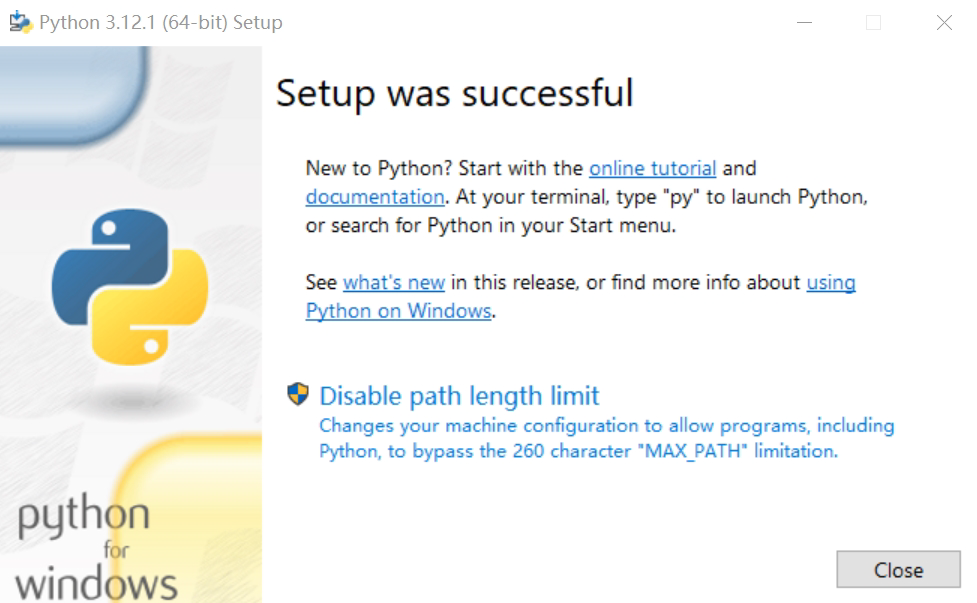 Python 3.12.1 (64-bit) Setup
Setup was successful
New to Python? Start with the online tutorial and
documentation. At your terminal, type "py" to launch Python,
or search for Python in your Start menu.
See what's new in this release, or find more info about using
Python on Windows.
Disable path length limit
Changes your machine configuration to allow programs, including
Python, to bypass the 260 character "MAX_PATH" limitation.
python
for
windows
Close